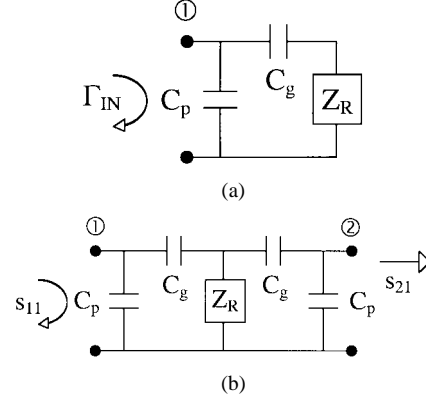 ①
C_g
Γ_IN
C_p
Z_R
(a)
①
②
C_g
C_g
s_11
C_p
Z_R
C_p
s_21
(b)